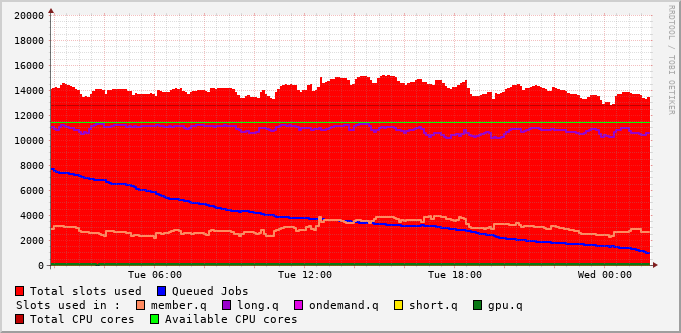 RRDTOOL / TOBI OETIKER
20000
18000
16000
14000
12000
10000
8000
6000
4000
2000
0
Tue 06:00 Tue 12:00 Tue 18:00 Wed 00:00
Total slots used Queued Jobs
Slots used in : member.q long.q ondemand.q short.q gpu.q
Total CPU cores Available CPU cores